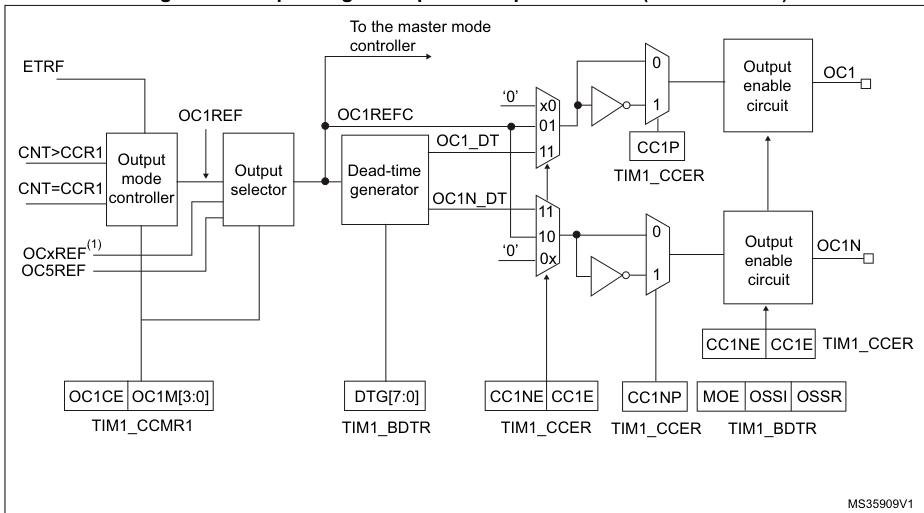 To the master mode
controller
ETRF
OC1REF
OC1REFC
CNT>CCR1
CNT=CCR1
Output
mode
controller
Output
selector
OCxREF(1)
OC5REF
Dead-time
generator
OC1_DT
OC1N_DT
'0'
x0
01
11
11
10
0x
'0'
0
1
CC1P
TIM1_CCER
0
1
Output
enable
circuit
OC1
Output
enable
circuit
OC1N
CC1NE CC1E TIM1_CCER
OC1CE OC1M[3:0]
TIM1_CCMR1
DTG[7:0]
TIM1_BDTR
CC1NE CC1E
TIM1_CCER
CC1NP
TIM1_CCER
MOE OSSI OSSR
TIM1_BDTR
MS35909V1